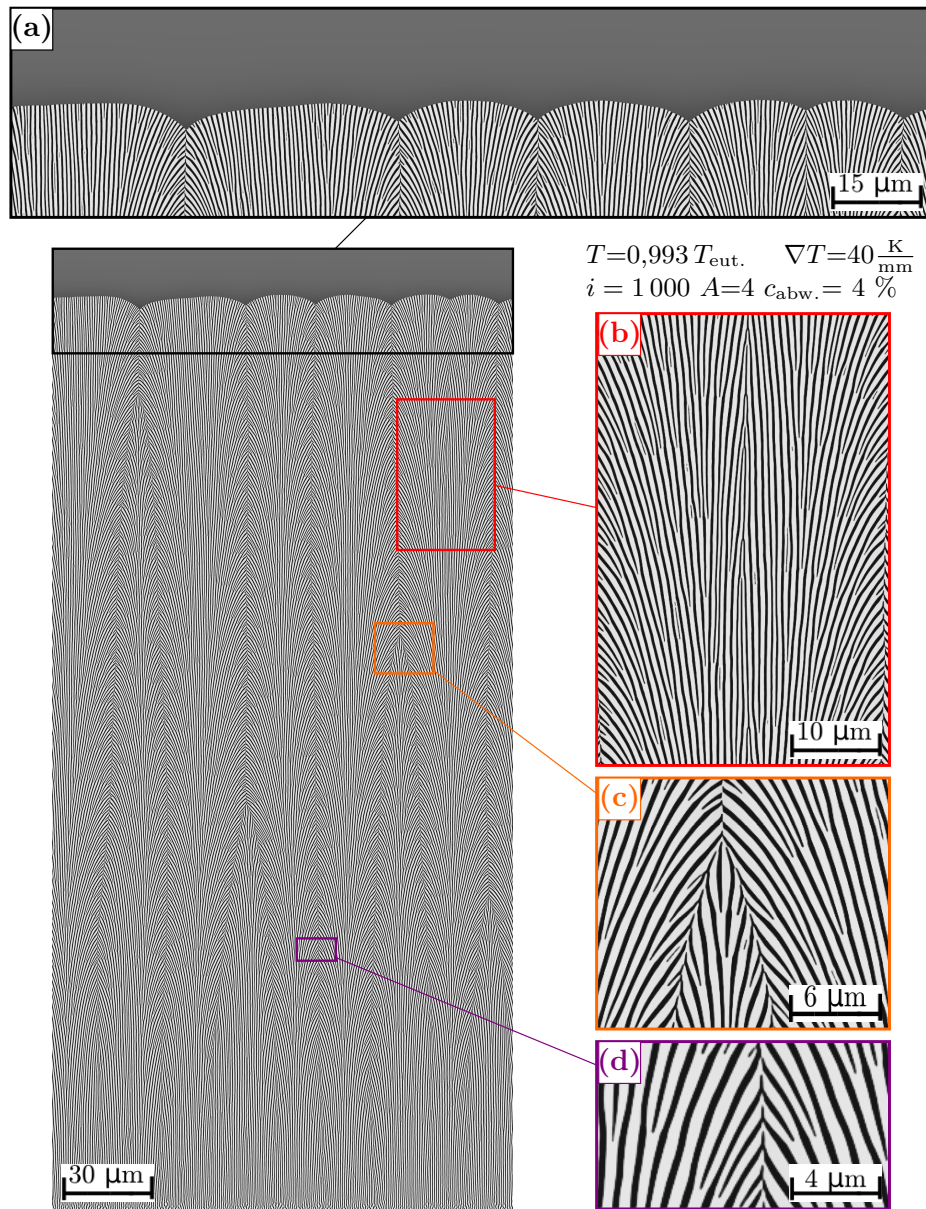 (a)
15 µm
T=0,993 T_eut. ∇T=40 K/mm
i = 1 000 A=4 c_abw.= 4 %
(b)
10 µm
(c)
6 µm
(d)
4 µm
30 µm